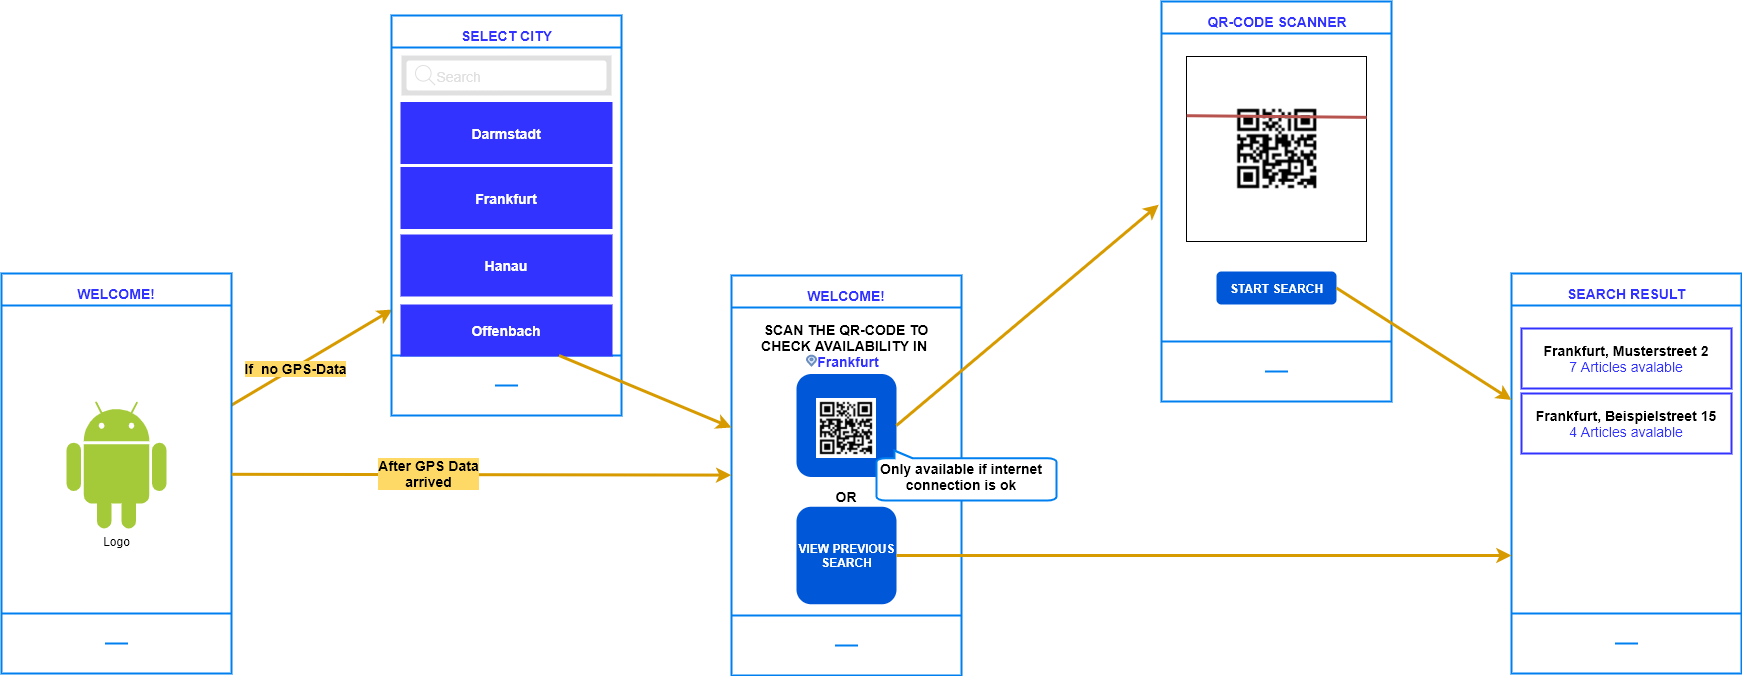 WELCOME!
Logo
If  no GPS-Data
After GPS Data
arrived
SELECT CITY
Search
Darmstadt
Frankfurt
Hanau
Offenbach
WELCOME!
SCAN THE QR-CODE TO
CHECK AVAILABILITY IN
Frankfurt
Only available if internet
connection is ok
OR
VIEW PREVIOUS
SEARCH
QR-CODE SCANNER
START SEARCH
SEARCH RESULT
Frankfurt, Musterstreet 2
7 Articles avalable
Frankfurt, Beispielstreet 15
4 Articles avalable